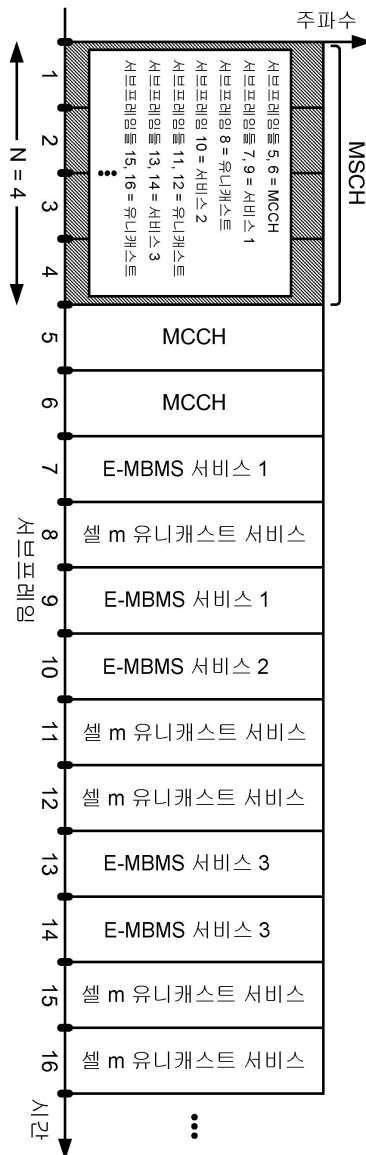 주파수
MSCH
서브프레임들 5, 6 = MCCH
서브프레임들 7, 9 = 서비스 1
서브프레임 8 = 유니캐스트
서브프레임 10 = 서비스 2
서브프레임들 11, 12 = 유니캐스트
서브프레임들 13, 14 = 서비스 3
서브프레임들 15, 16 = 유니캐스트
•••
1
2
3
4
N = 4
5
MCCH
6
MCCH
7
E-MBMS 서비스 1
8
셀 m 유니캐스트 서비스
9
E-MBMS 서비스 1
10
E-MBMS 서비스 2
11
셀 m 유니캐스트 서비스
12
셀 m 유니캐스트 서비스
13
E-MBMS 서비스 3
14
E-MBMS 서비스 3
15
셀 m 유니캐스트 서비스
16
셀 m 유니캐스트 서비스
서브프레임
시간
•••